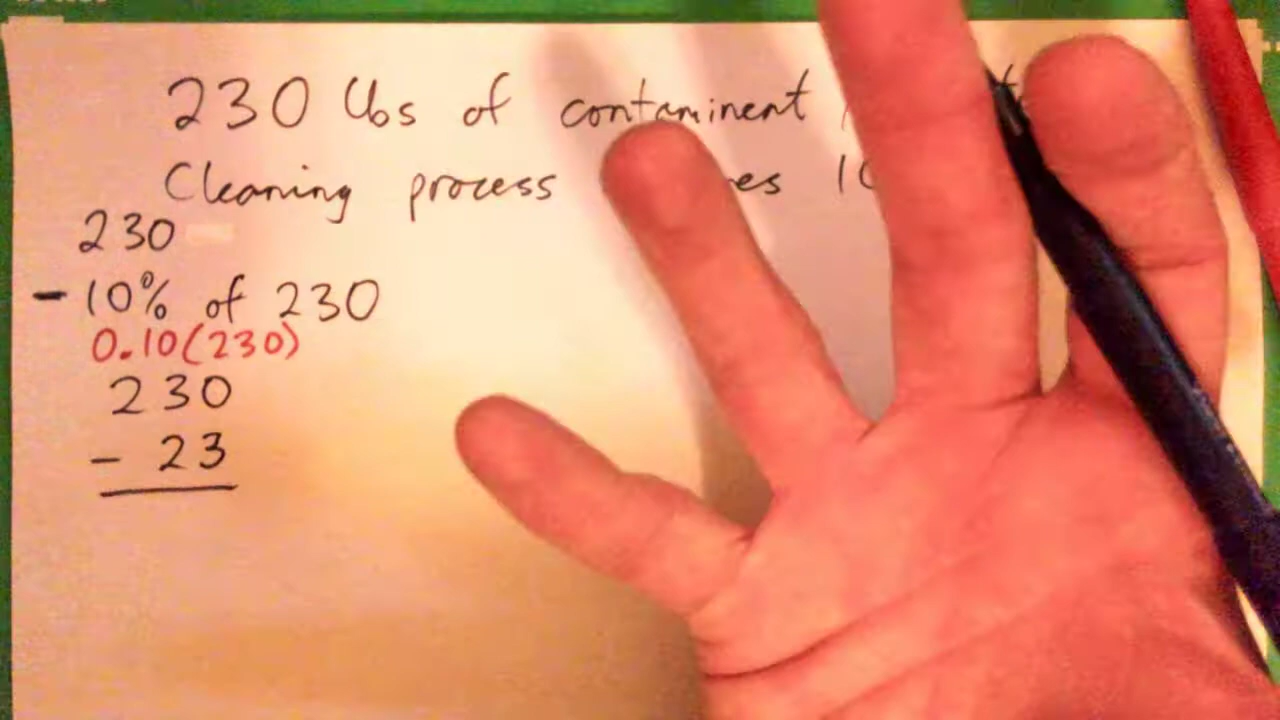 230 lbs of contaminent
Cleaning process
230
- 10% of 230
0.10(230)
230
- 23